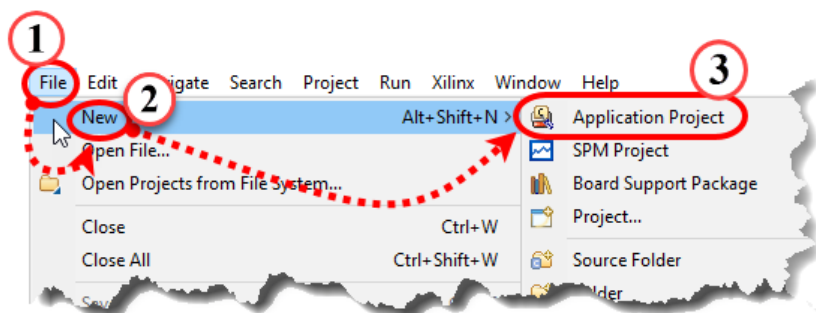 1
3
File Edit igate Search Project Run Xilinx Window Help
2
New Alt+Shift+N > Application Project
Open File... SPM Project
Open Projects from File System... Board Support Package
Close Ctrl+W Project...
Close All Ctrl+Shift+W Source Folder